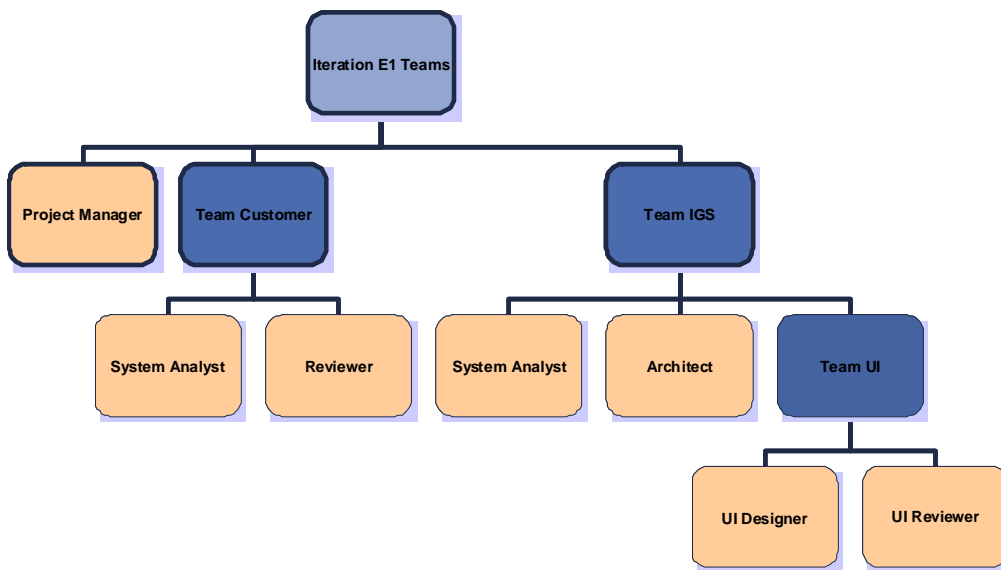 Iteration E1 Teams
Project Manager
Team Customer
Team IGS
System Analyst
Reviewer
System Analyst
Architect
Team UI
UI Designer
UI Reviewer